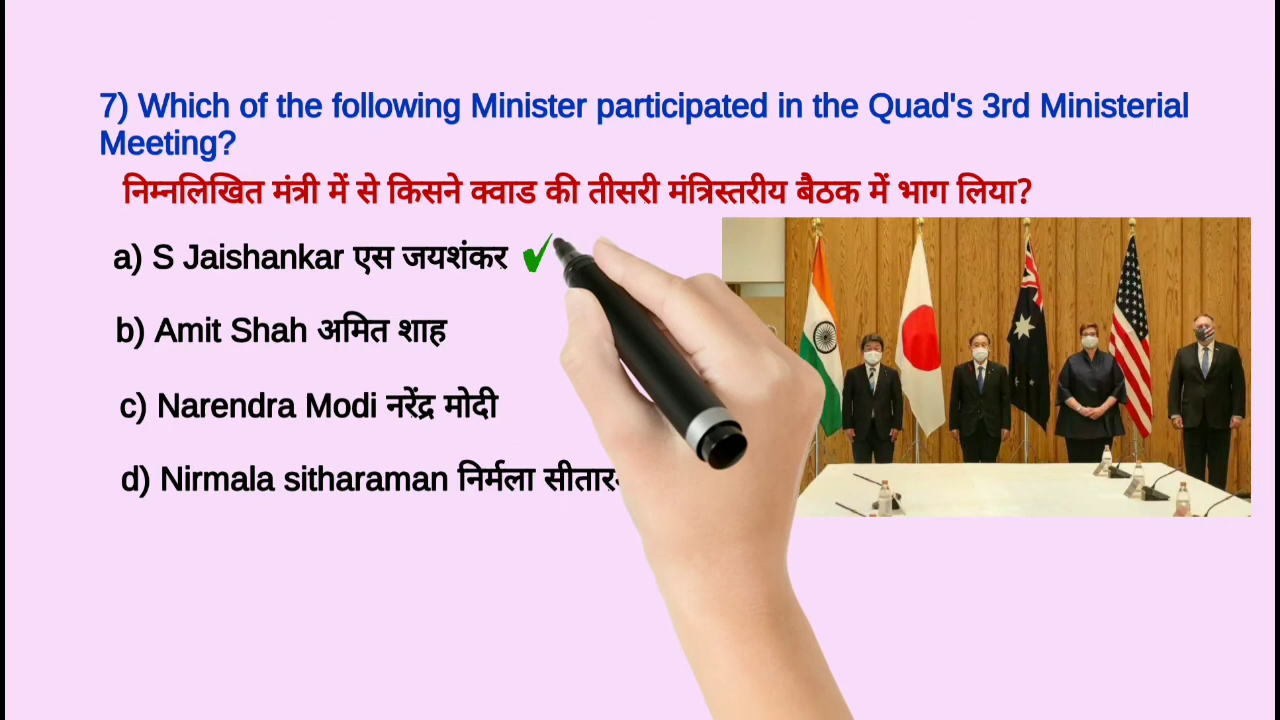 7) Which of the following Minister participated in the Quad's 3rd Ministerial
Meeting?
निम्नलिखित मंत्री में से किसने क्वाड की तीसरी मंत्रिस्तरीय बैठक में भाग लिया?
a) S Jaishankar एस जयशंकर
b) Amit Shah अमित शाह
c) Narendra Modi नरेंद्र मोदी
d) Nirmala sitharaman निर्मला